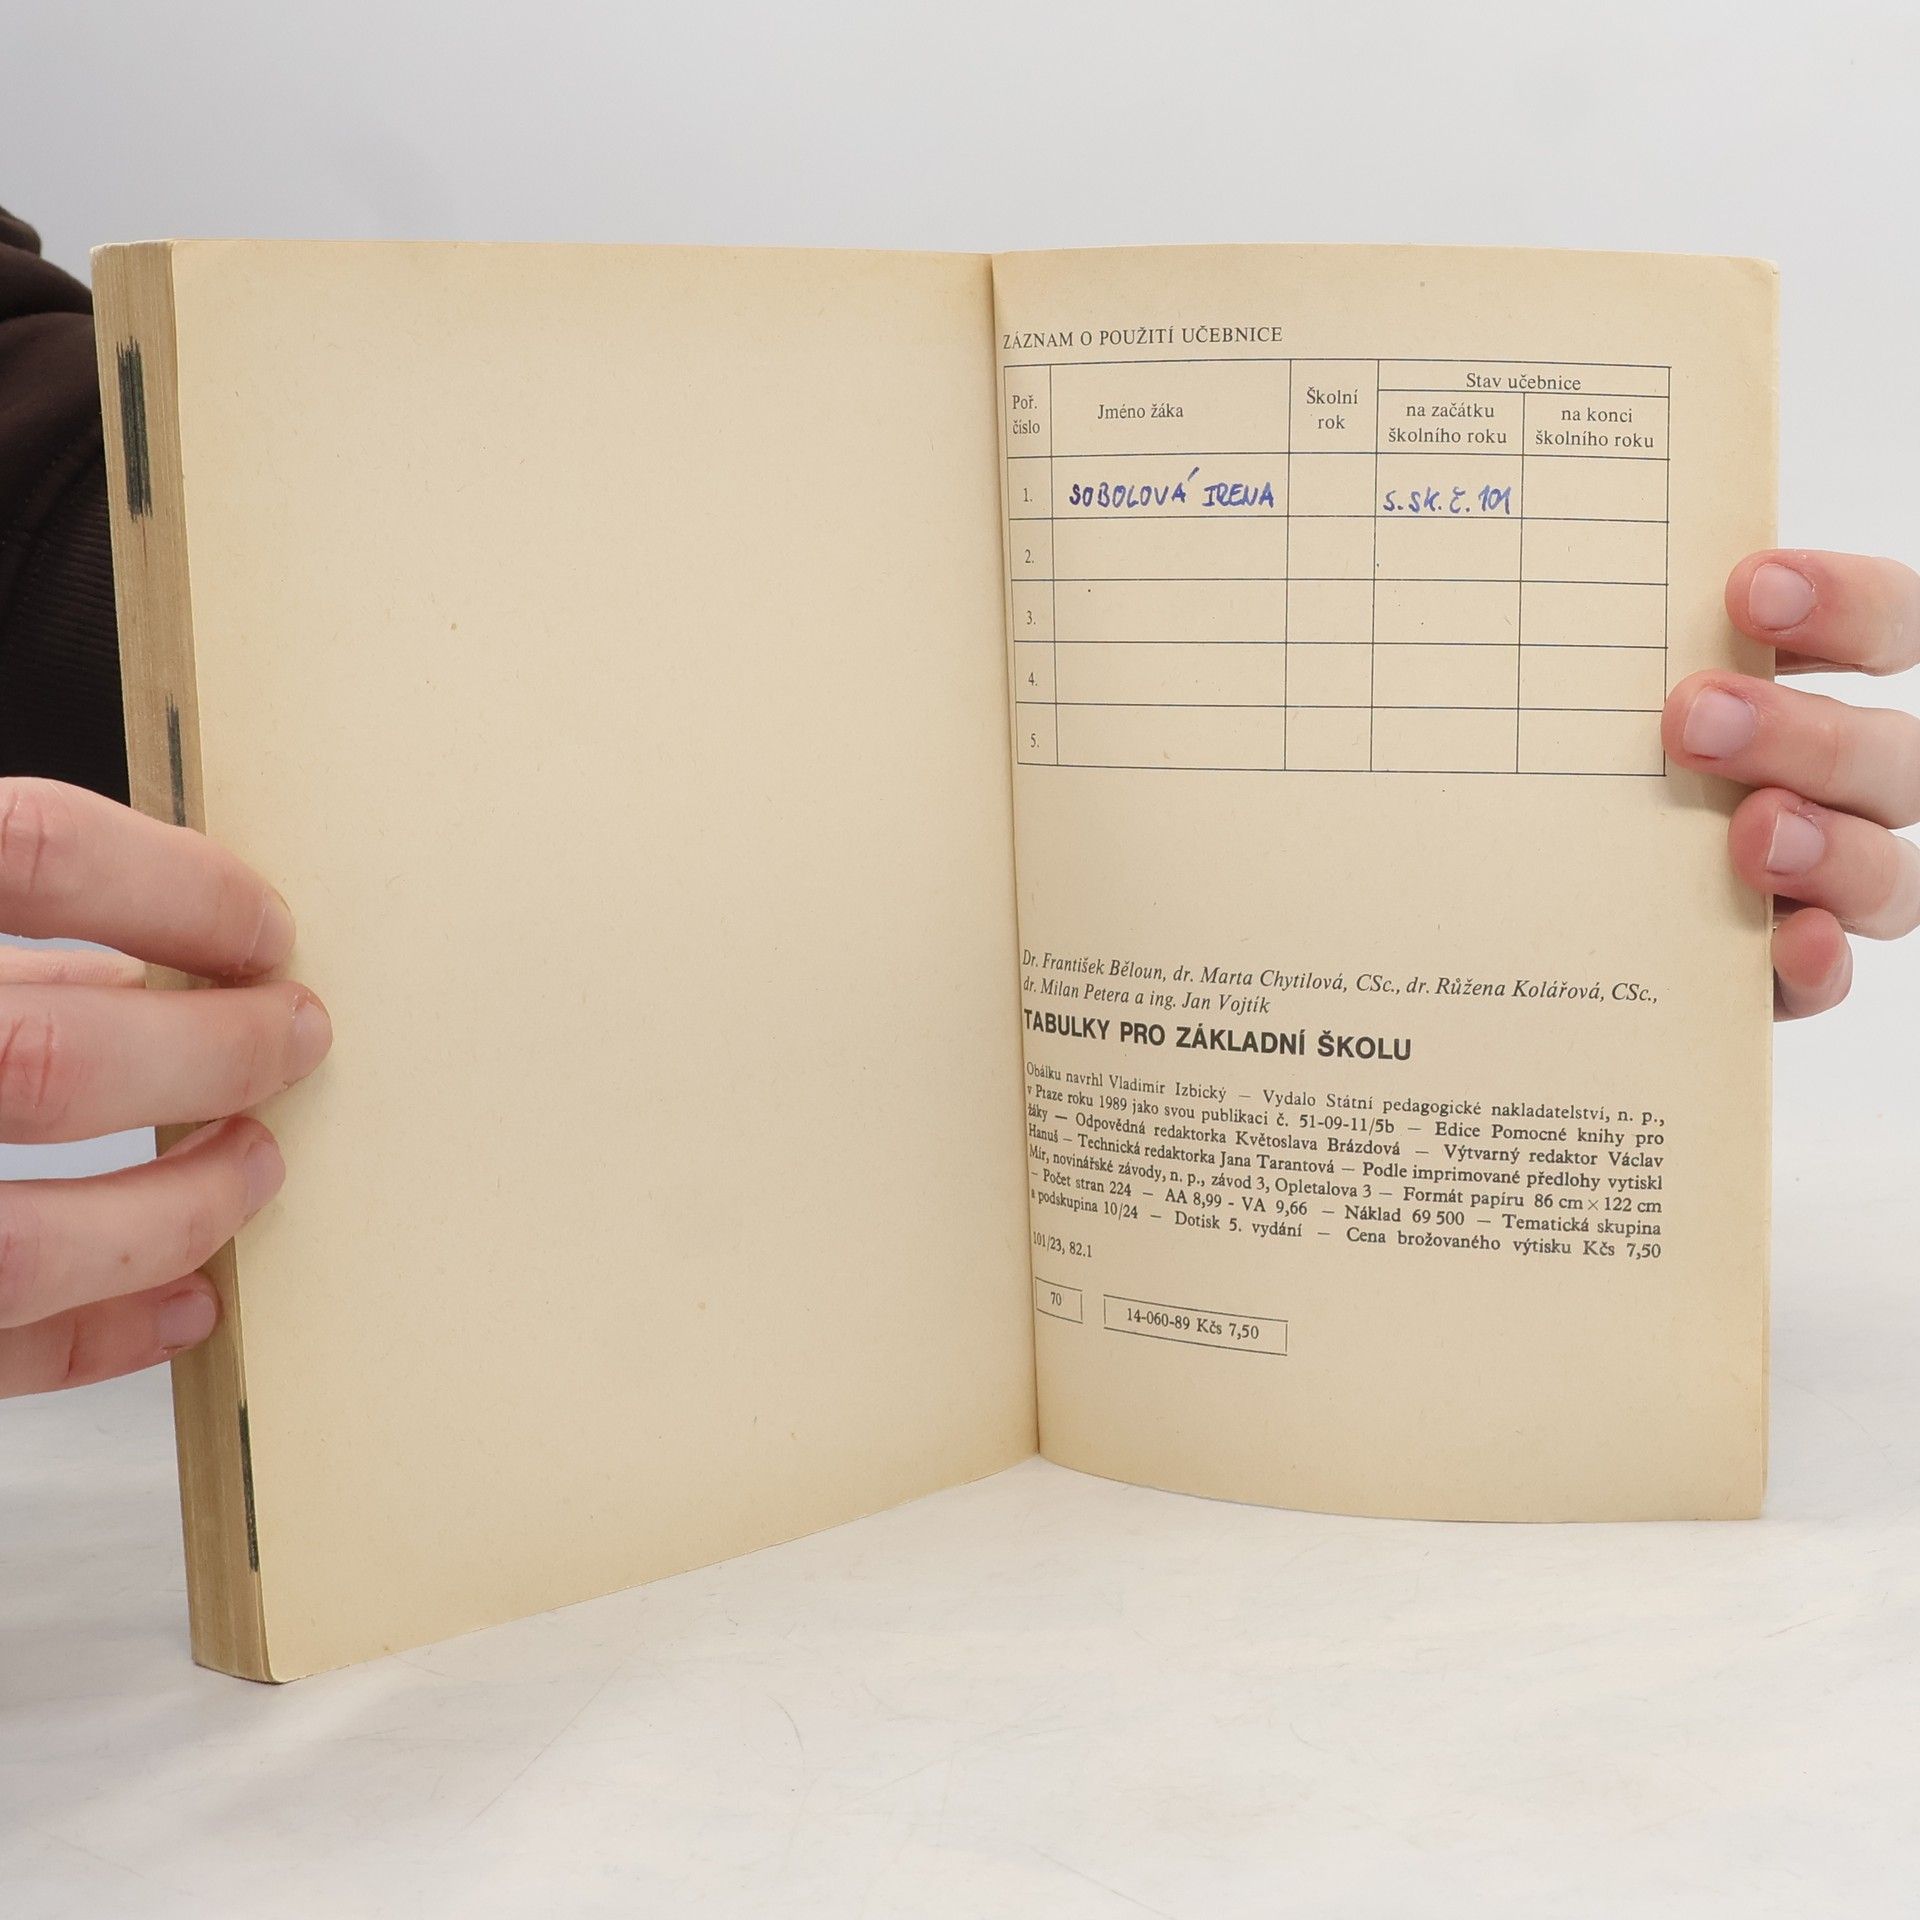 ZÁZNAM O POUŽITÍ UČEBNICE
Poř. číslo
Jméno žáka
Školní rok
Stav učebnice
na začátku školního roku
na konci školního roku
1. SOBOLOVÁ IRENA S. SK. Č. 101
2.
3.
4.
5.
Dr. František Běloun, dr. Marta Chytilová, CSc., dr. Růžena Kolářová, CSc.,
dr. Milan Petera a ing. Jan Vojtík
TABULKY PRO ZÁKLADNÍ ŠKOLU
Obálku navrhl Vladimír Izbický — Vydalo Státní pedagogické nakladatelství, n. p.,
v Praze roku 1989 jako svou publikaci č. 51-09-11/5b — Edice Pomocné knihy pro
žáky — Odpovědná redaktorka Květoslava Brázdová — Výtvarný redaktor Václav
Hanuš — Technická redaktorka Jana Tarantová — Podle imprimované předlohy vytiskl
Mír, novinářské závody, n. p., závod 3, Opletalova 3 — Formát papíru 86 cm × 122 cm
— Počet stran 224 — AA 8,99 - VA 9,66 — Náklad 69 500 — Tematická skupina
a podskupina 10/24 — Dotisk 5. vydání — Cena brožovaného výtisku Kčs 7,50
101/23, 82.1
70 14-060-89 Kčs 7,50